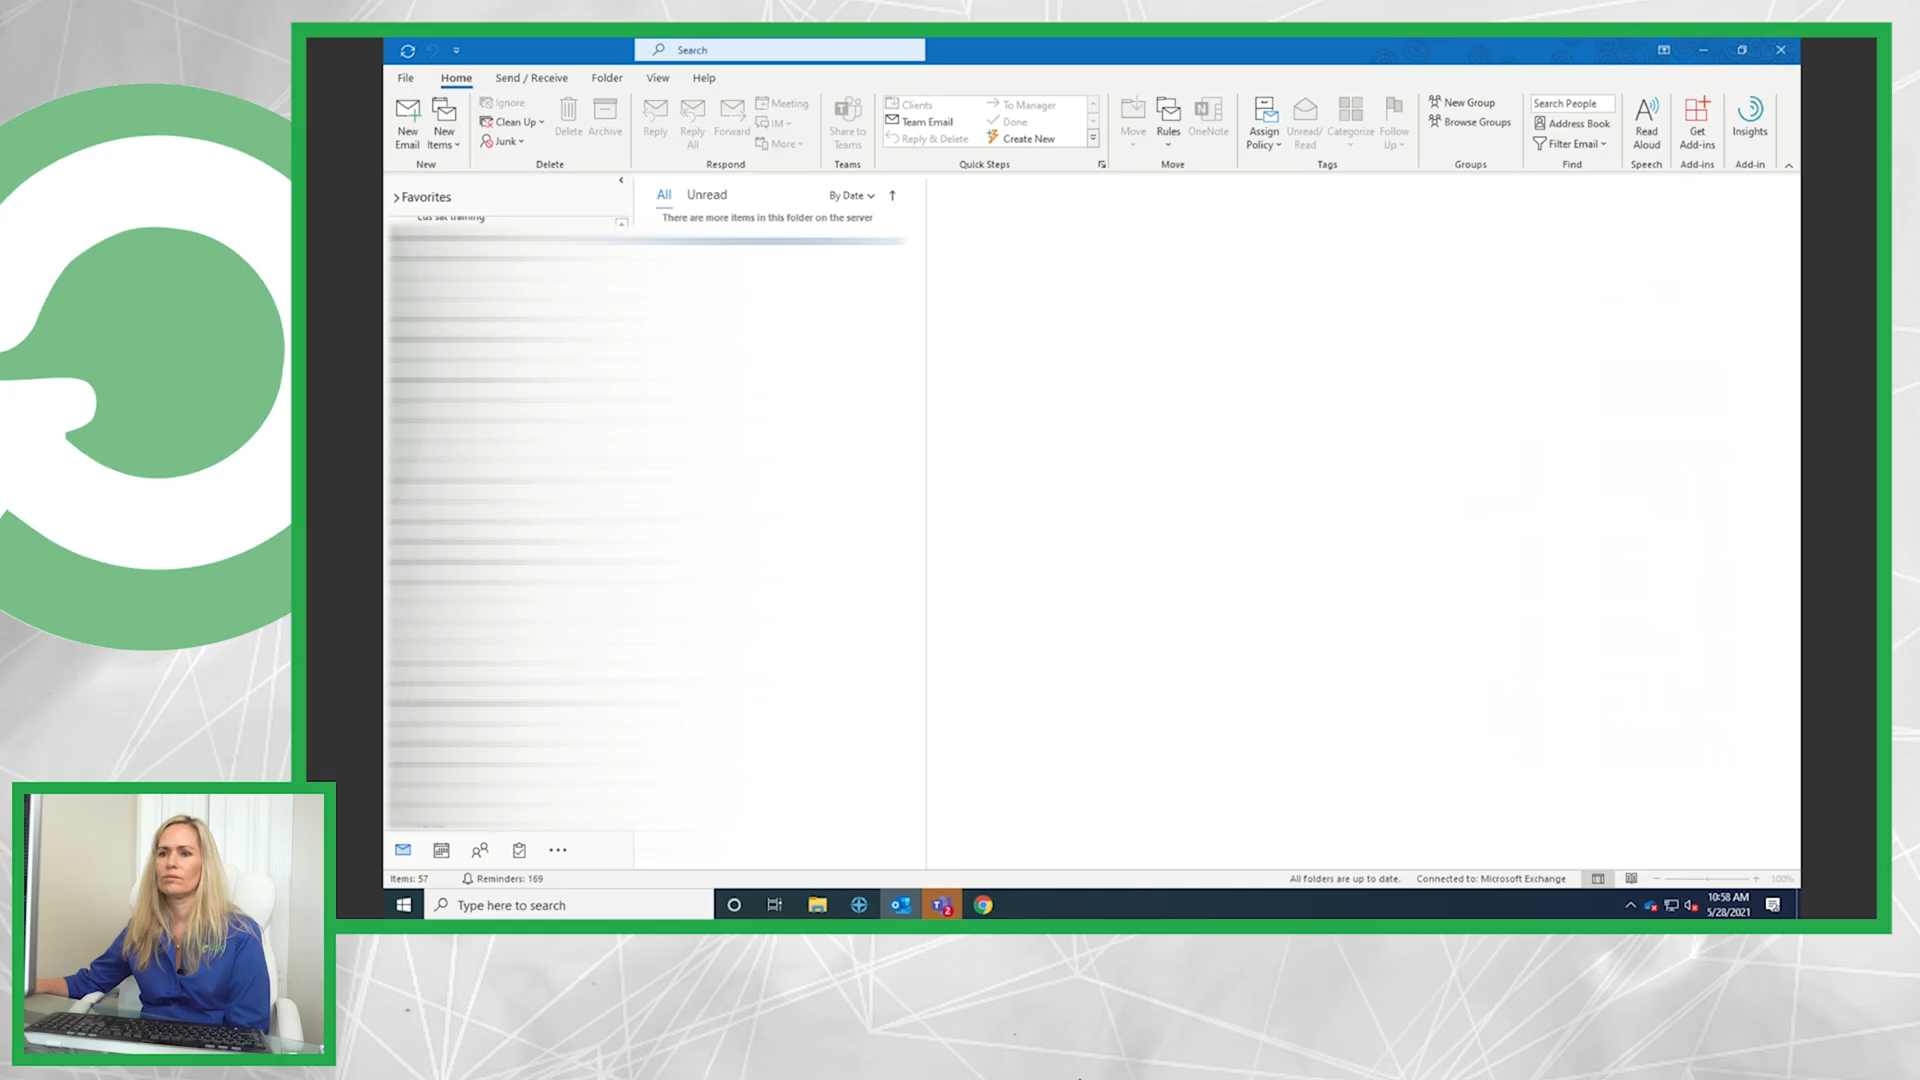 Search
File Home Send / Receive Folder View Help
New Email
New Items
New
Ignore
Clean Up
Junk
Delete
Archive
Delete
Reply
Reply All
Forward
Meeting
IM
More
Respond
Share to Teams
Teams
Clients
Team Email
Reply & Delete
To Manager
Done
Create New
Quick Steps
Move
Rules
OneNote
Move
Assign Policy
Unread/ Read
Categorize
Follow Up
Tags
New Group
Browse Groups
Groups
Search People
Address Book
Filter Email
Find
Read Aloud
Speech
Get Add-ins
Add-ins
Insights
Add-in
Favorites
cus sat training
All Unread By Date
There are more items in this folder on the server
Items: 57 Reminders: 169 All folders are up to date. Connected to: Microsoft Exchange 100%
Type here to search
2
10:58 AM
5/28/2021